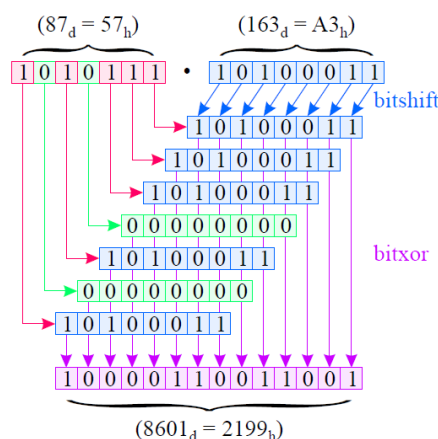 (87d = 57h) (163d = A3h)
1 0 1 0 1 1 1 · 1 0 1 0 0 0 1 1
bitshift
1 0 1 0 0 0 1 1
1 0 1 0 0 0 1 1
1 0 1 0 0 0 1 1
0 0 0 0 0 0 0 0
1 0 1 0 0 0 1 1
bitxor
0 0 0 0 0 0 0 0
1 0 1 0 0 0 1 1
1 0 0 0 0 1 1 0 0 1 1 0 0 1
(8601d = 2199h)